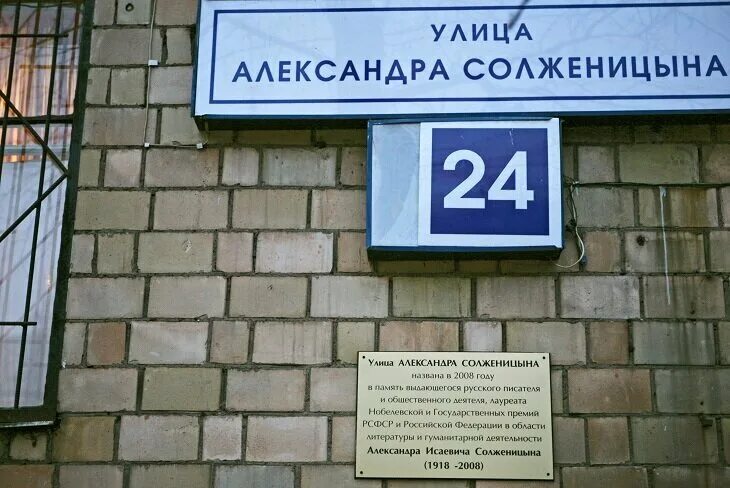 УЛИЦА
АЛЕКСАНДРА СОЛЖЕНИЦЫНА
24
Улица АЛЕКСАНДРА СОЛЖЕНИЦЫНА
названа в 2008 году
в память выдающегося русского писателя
и общественного деятеля, лауреата
Нобелевской и Государственных премий
РСФСР и Российской Федерации в области
литературы и гуманитарной деятельности
Александра Исаевича Солженицына
(1918 -2008)